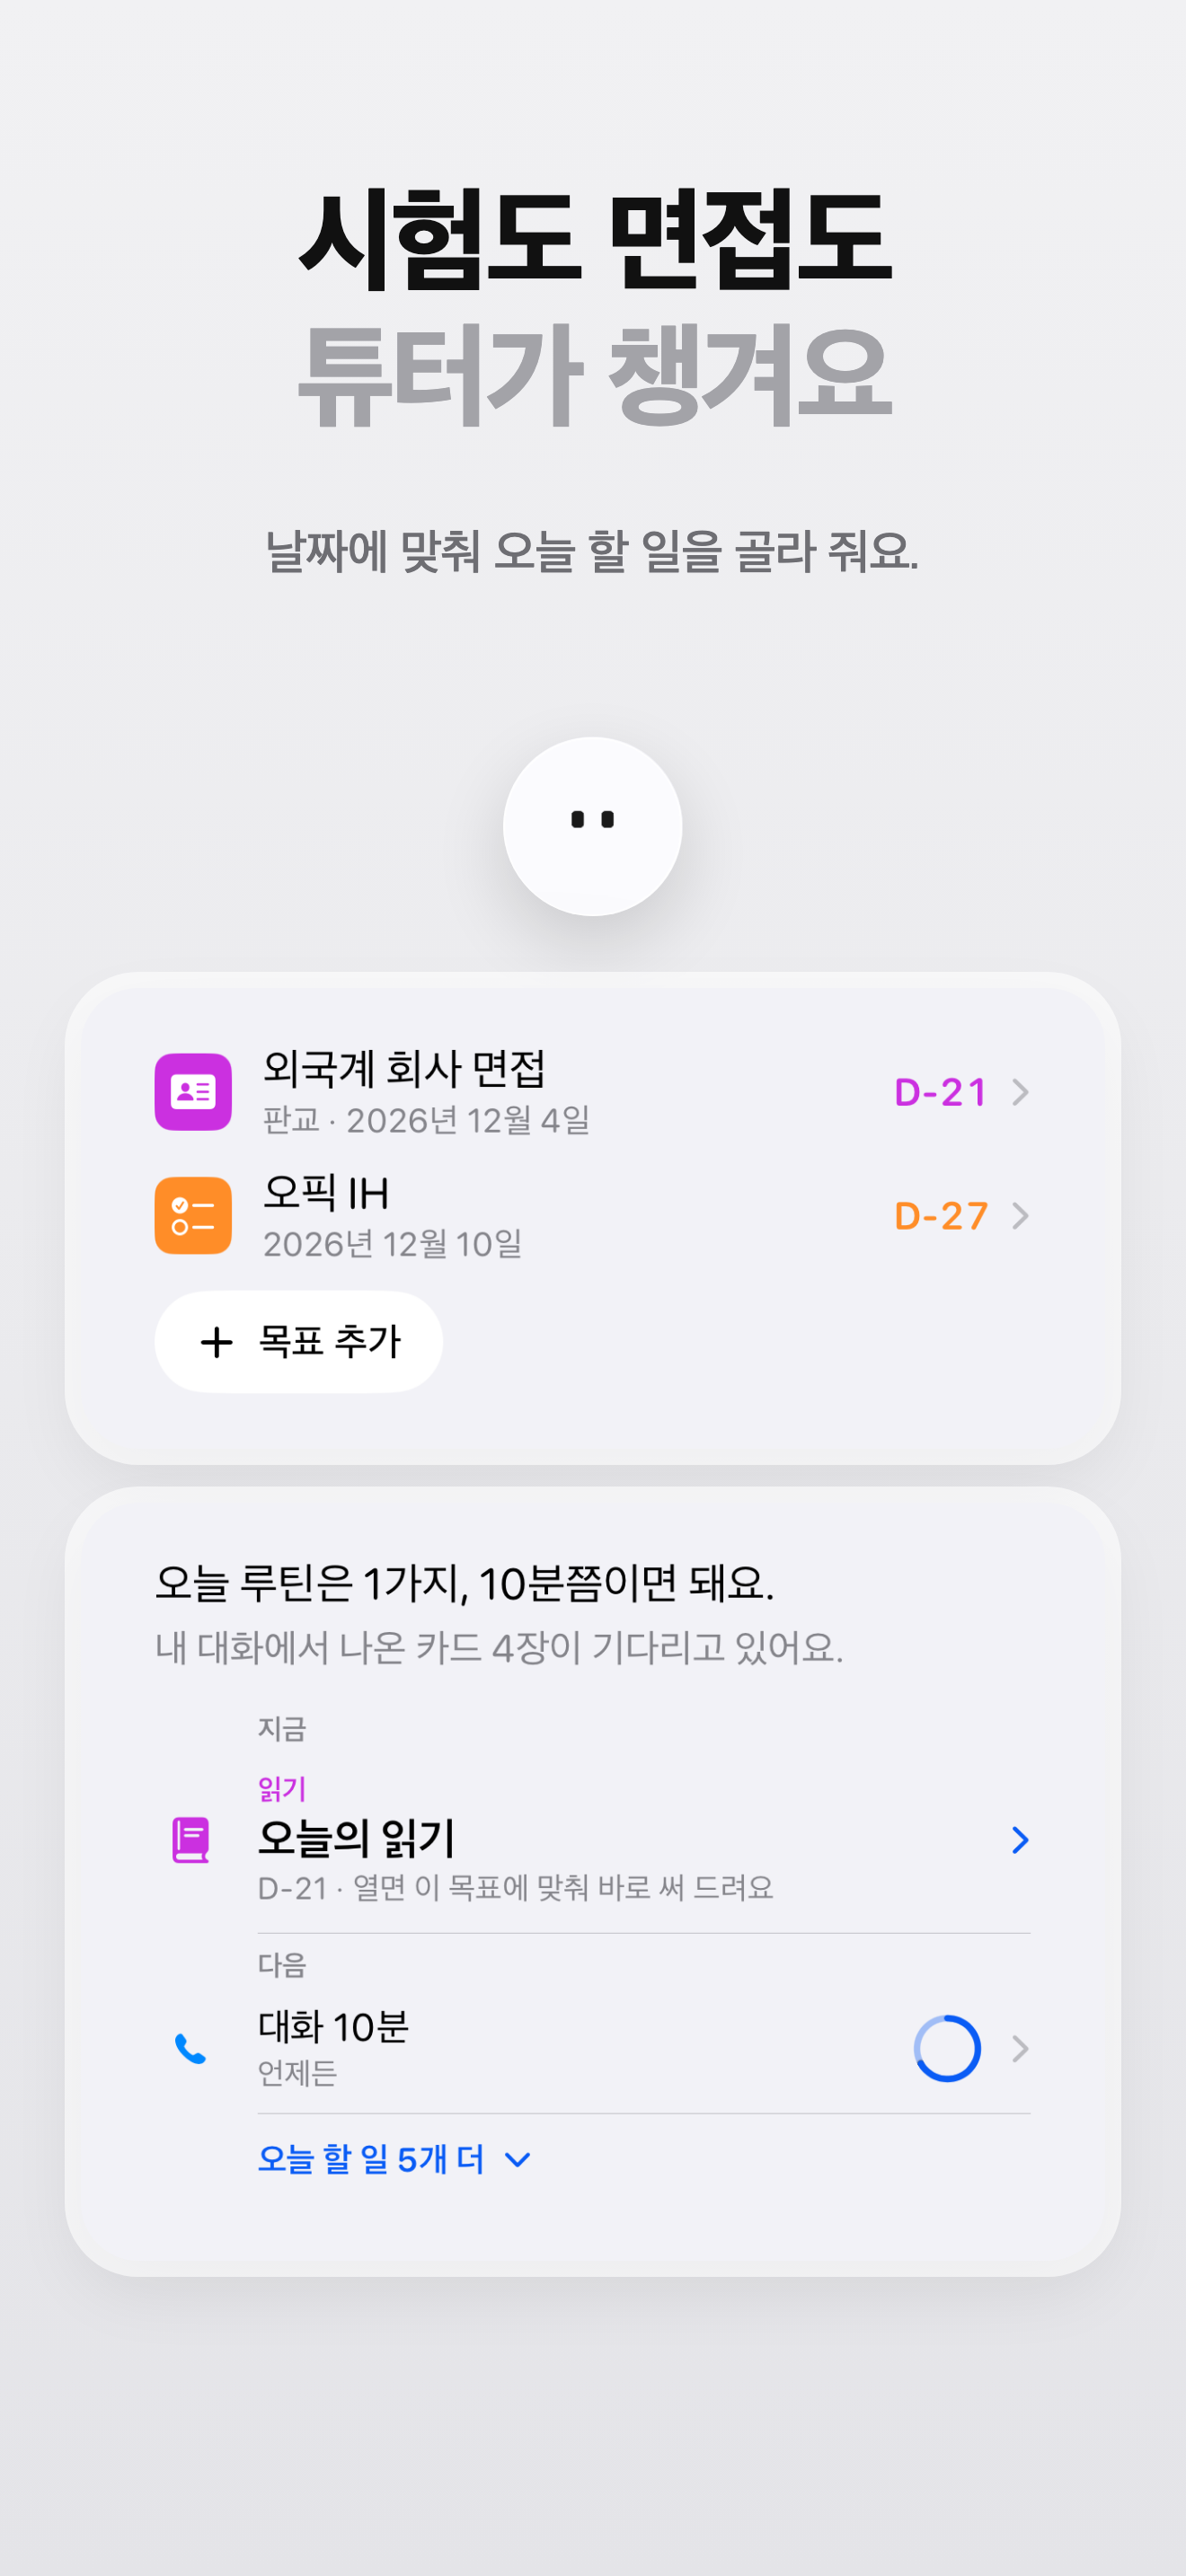 시험도 면접도
튜터가 챙겨요
날짜에 맞춰 오늘 할 일을 골라 줘요.
외국계 회사 면접
판교 · 2026년 12월 4일
D-21
오픽 IH
2026년 12월 10일
D-27
목표 추가
오늘 루틴은 1가지, 10분쯤이면 돼요.
내 대화에서 나온 카드 4장이 기다리고 있어요.
지금
읽기
오늘의 읽기
D-21 · 열면 이 목표에 맞춰 바로 써 드려요
다음
대화 10분
언제든
오늘 할 일 5개 더